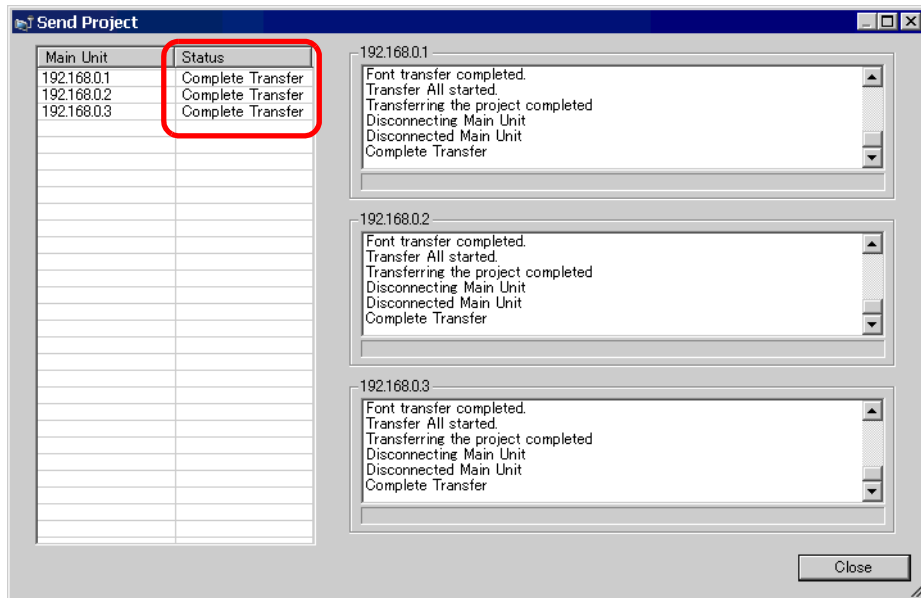 Send Project
Main Unit Status
192.168.0.1 Complete Transfer
192.168.0.2 Complete Transfer
192.168.0.3 Complete Transfer
192.168.0.1
Font transfer completed.
Transfer All started.
Transferring the project completed
Disconnecting Main Unit
Disconnected Main Unit
Complete Transfer
192.168.0.2
Font transfer completed.
Transfer All started.
Transferring the project completed
Disconnecting Main Unit
Disconnected Main Unit
Complete Transfer
192.168.0.3
Font transfer completed.
Transfer All started.
Transferring the project completed
Disconnecting Main Unit
Disconnected Main Unit
Complete Transfer
Close